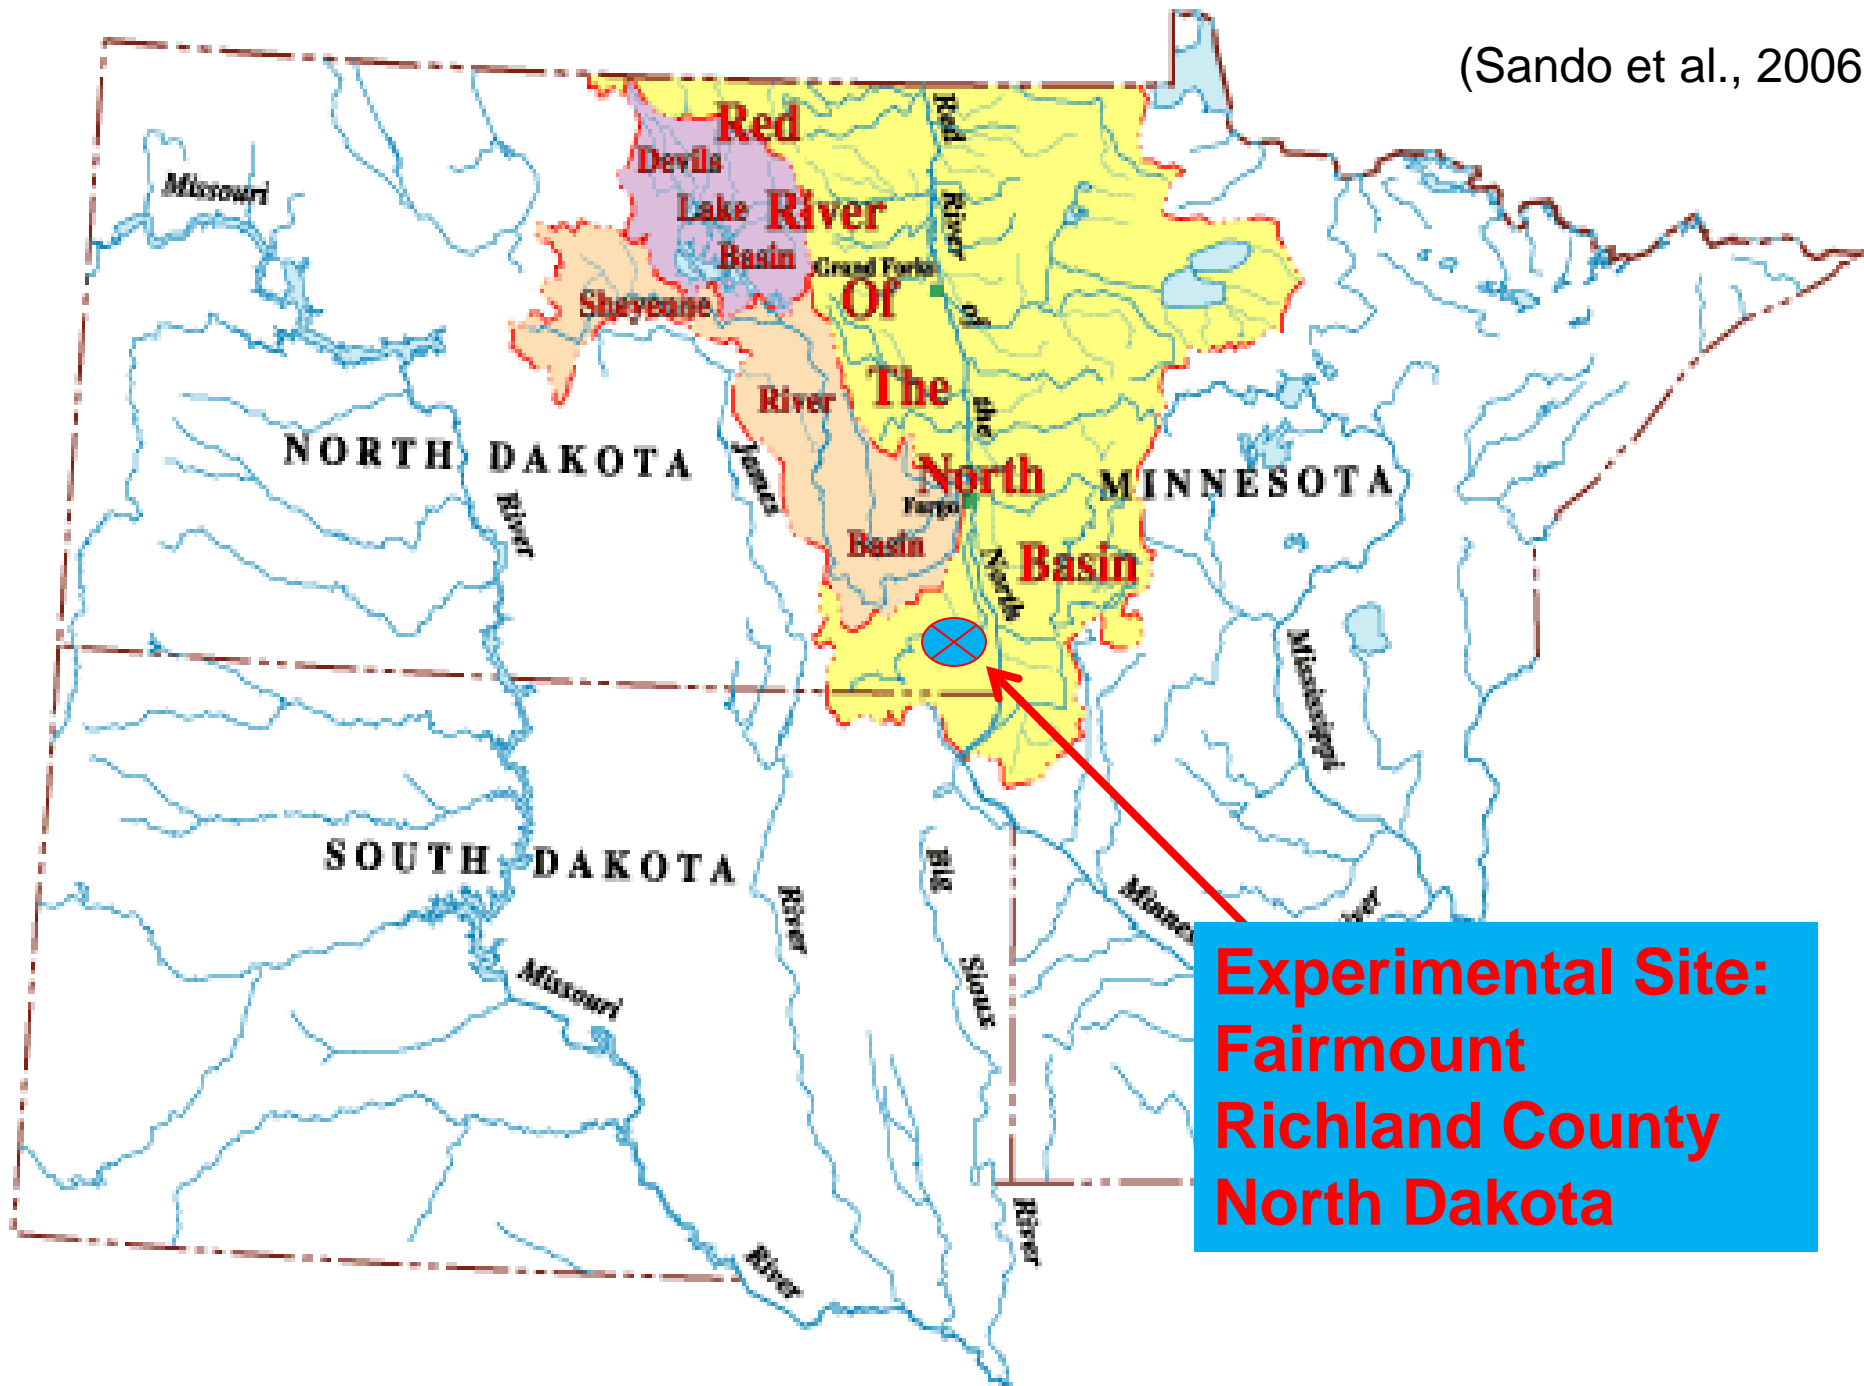 (Sando et al., 2006
Red
Devils
Lake
River
Basin
Missouri
Red
River
of
the
North
Grand Forks
Of
Sheyenne
River
Basin
The
North
Fargo
Basin
NORTH DAKOTA
River
James
MINNESOTA
Mississippi
SOUTH DAKOTA
River
Big
Sioux
River
Missouri
River
Experimental Site:
Fairmount
Richland County
North Dakota